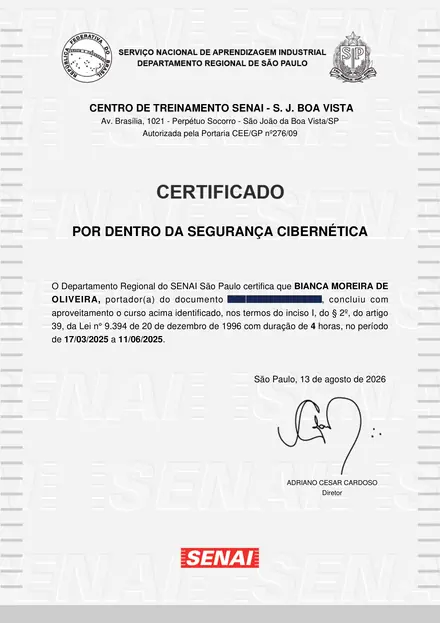 REPÚBLICA FEDERATIVA DO BRASIL
SERVIÇO NACIONAL DE APRENDIZAGEM INDUSTRIAL
DEPARTAMENTO REGIONAL DE SÃO PAULO
SP
CENTRO DE TREINAMENTO SENAI - S. J. BOA VISTA
Av. Brasília, 1021 - Perpétuo Socorro - São João da Boa Vista/SP
Autorizada pela Portaria CEE/GP nº276/09
CERTIFICADO
POR DENTRO DA SEGURANÇA CIBERNÉTICA
O Departamento Regional do SENAI São Paulo certifica que BIANCA MOREIRA DE
OLIVEIRA, portador(a) do documento, concluiu com
aproveitamento o curso acima identificado, nos termos do inciso I, do § 2º, do artigo
39, da Lei n° 9.394 de 20 de dezembro de 1996 com duração de 4 horas, no período
de 17/03/2025 a 11/06/2025.
São Paulo, 13 de agosto de 2026
ADRIANO CESAR CARDOSO
Diretor
SENAI